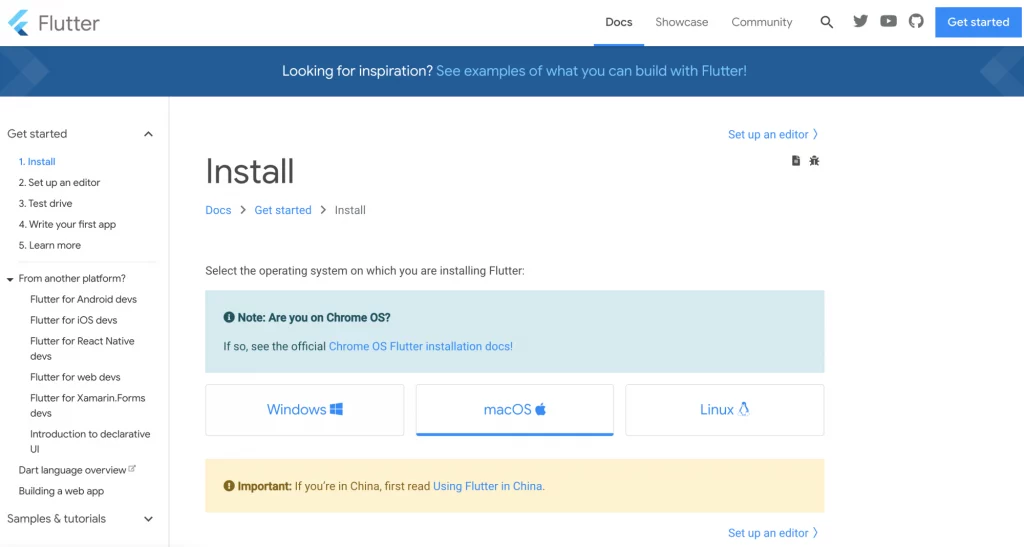 Flutter
Docs
Showcase
Community
Get started
Looking for inspiration? See examples of what you can build with Flutter!
Get started
1. Install
2. Set up an editor
3. Test drive
4. Write your first app
5. Learn more
From another platform?
Flutter for Android devs
Flutter for iOS devs
Flutter for React Native
devs
Flutter for web devs
Flutter for Xamarin.Forms
devs
Introduction to declarative
UI
Dart language overview
Building a web app
Samples & tutorials
Set up an editor
Install
Docs
Get started
Install
Select the operating system on which you are installing Flutter:
Note: Are you on Chrome OS?
If so, see the official Chrome OS Flutter installation docs!
Windows
macOS
Linux
Important: If you’re in China, first read Using Flutter in China.
Set up an editor